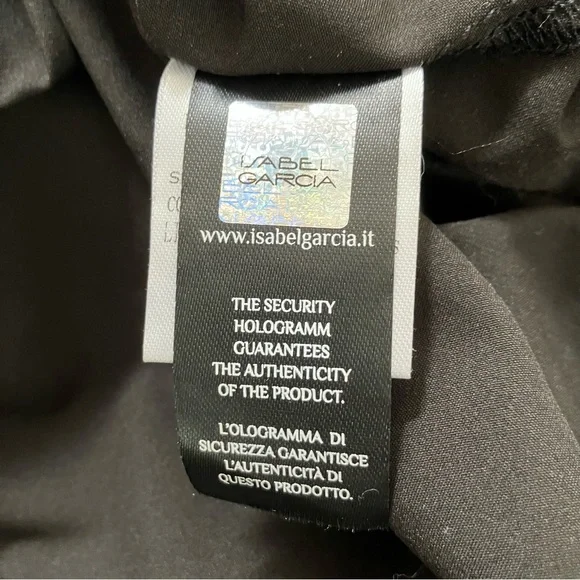 ISABEL
GARCIA
www.isabelgarcia.it
THE SECURITY
HOLOGRAMM
GUARANTEES
THE AUTHENTICITY
OF THE PRODUCT.
L'OLOGRAMMA DI
SICUREZZA GARANTISCE
L'AUTENTICITÀ DI
QUESTO PRODOTTO.